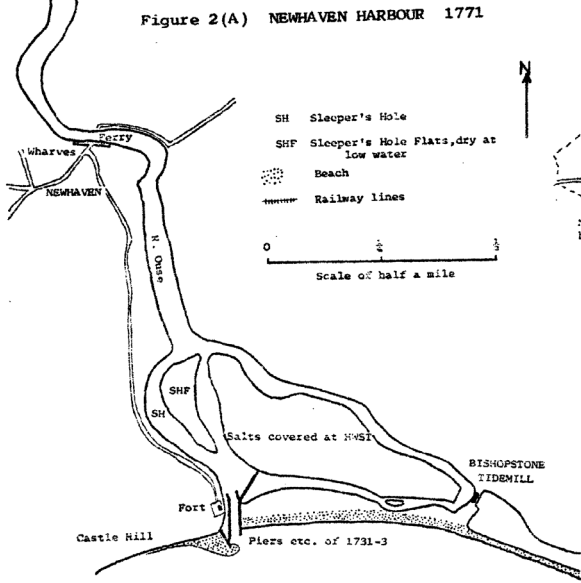 Figure 2(A) NEWHAVEN HARBOUR 1771
N
SH Sleeper's Hole
SHF Sleeper's Hole Flats,dry at
low water
Beach
Railway lines
0 ¼ ½
Scale of half a mile
Ferry
Wharves
NEWHAVEN
R. Ouse
SHF
SH
Salts covered at HWST
BISHOPSTONE
TIDEMILL
Fort
Castle Hill
Piers etc. of 1731-3